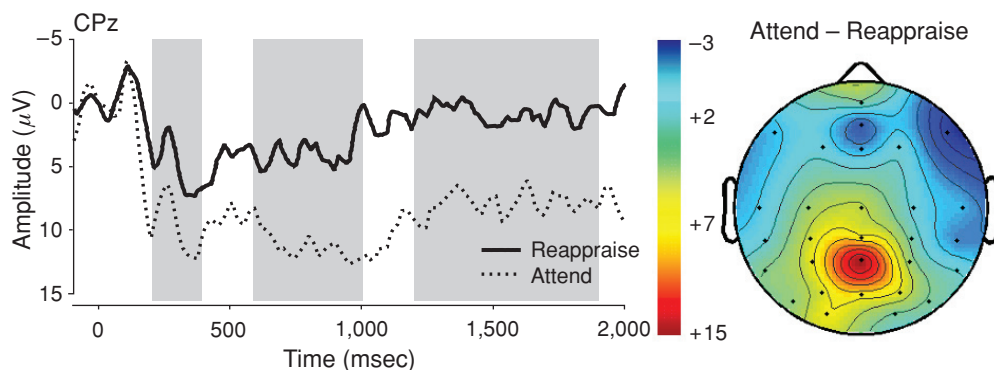 CPz
Attend – Reappraise
−5
0
5
10
15
Amplitude (μV)
Reappraise
Attend
0
500
1,000
1,500
2,000
Time (msec)
−3
+2
+7
+15